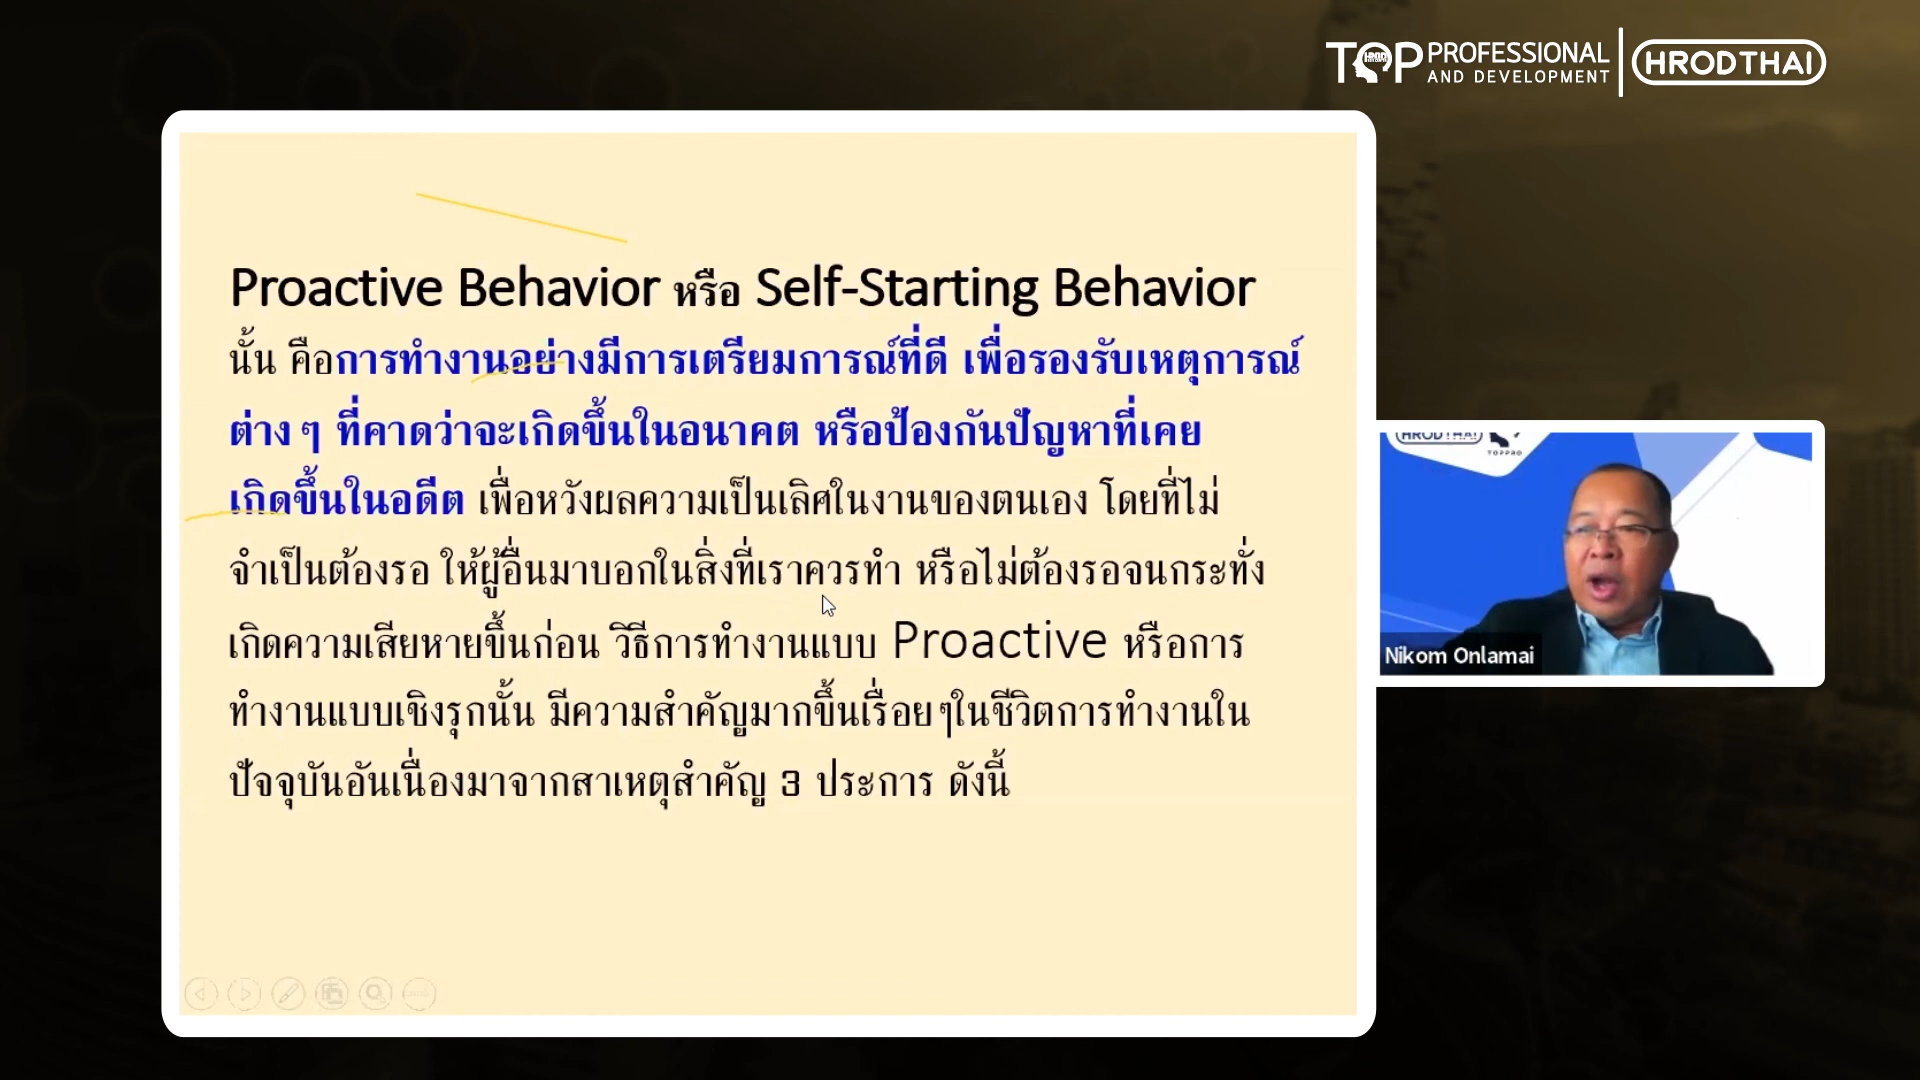 TOP PROFESSIONAL AND DEVELOPMENT
HRODTHAI
Proactive Behavior หรือ Self-Starting Behavior
นั้น คือการทำงานอย่างมีการเตรียมการณ์ที่ดี เพื่อรองรับเหตุการณ์
ต่าง ๆ ที่คาดว่าจะเกิดขึ้นในอนาคต หรือป้องกันปัญหาที่เคย
เกิดขึ้นในอดีต เพื่อหวังผลความเป็นเลิศในงานของตนเอง โดยที่ไม่
จำเป็นต้องรอ ให้ผู้อื่นมาบอกในสิ่งที่เราควรทำ หรือไม่ต้องรอจนกระทั่ง
เกิดความเสียหายขึ้นก่อน วิธีการทำงานแบบ Proactive หรือการ
ทำงานแบบเชิงรุกนั้น มีความสำคัญมากขึ้นเรื่อยๆในชีวิตการทำงานใน
ปัจจุบันอันเนื่องมาจากสาเหตุสำคัญ 3 ประการ ดังนี้
HRODTHAI
TOPPRO
Nikom Onlamai